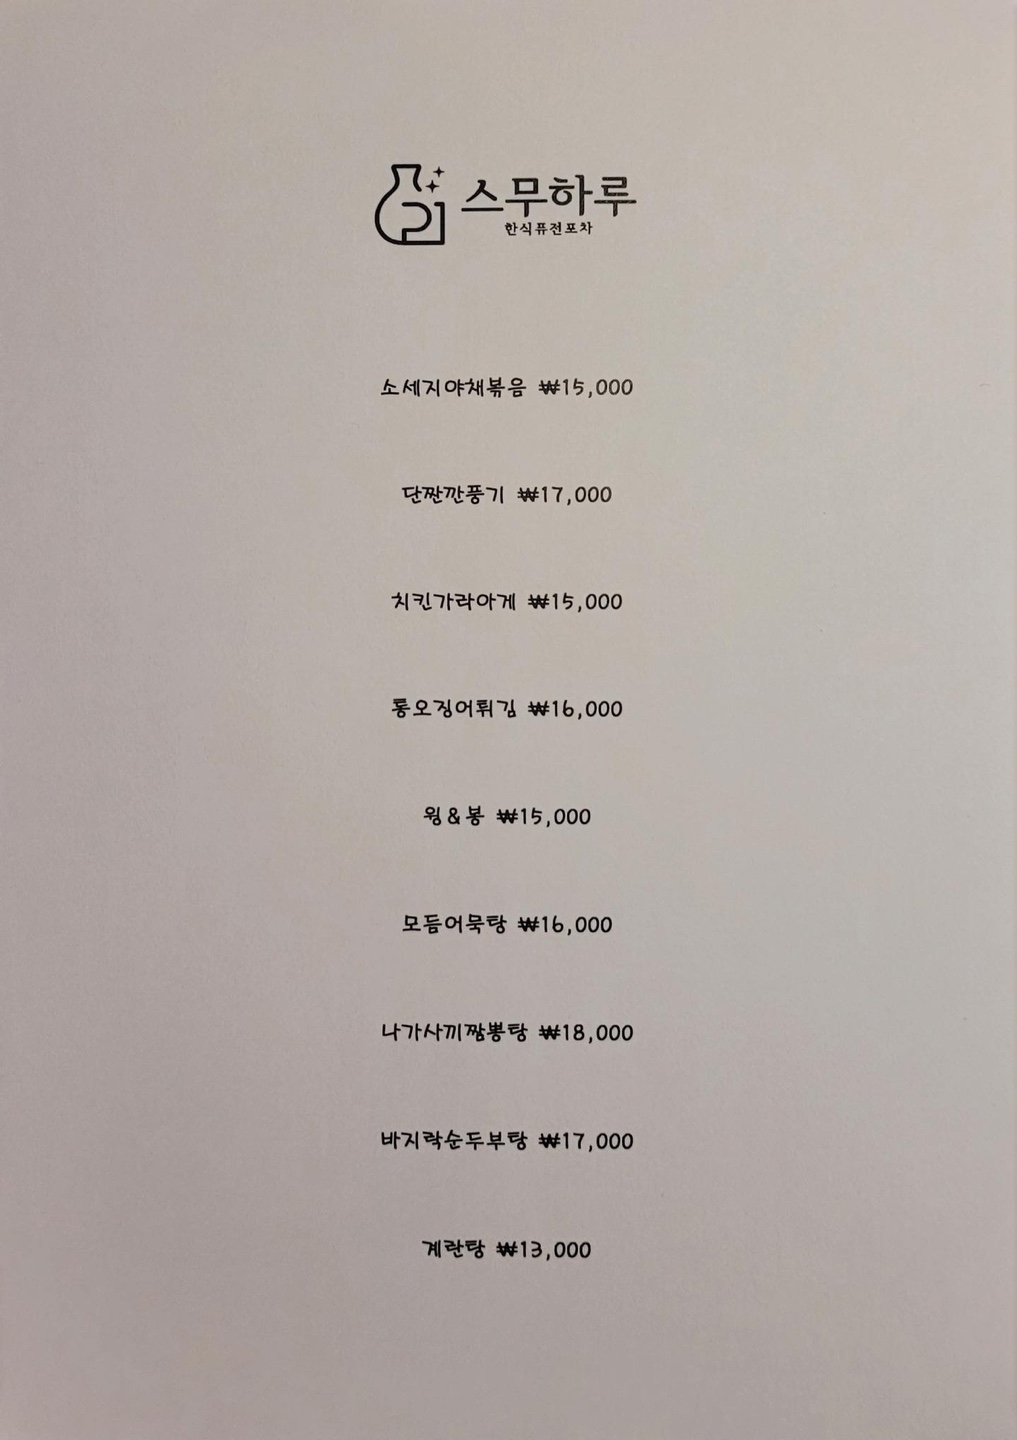 스무하루
한식퓨전포차
소세지야채볶음 ₩15,000
단짠깐풍기 ₩17,000
치킨가라아게 ₩15,000
통오징어튀김 ₩16,000
윙&봉 ₩15,000
모듬어묵탕 ₩16,000
나가사끼짬뽕탕 ₩18,000
바지락순두부탕 ₩17,000
계란탕 ₩13,000